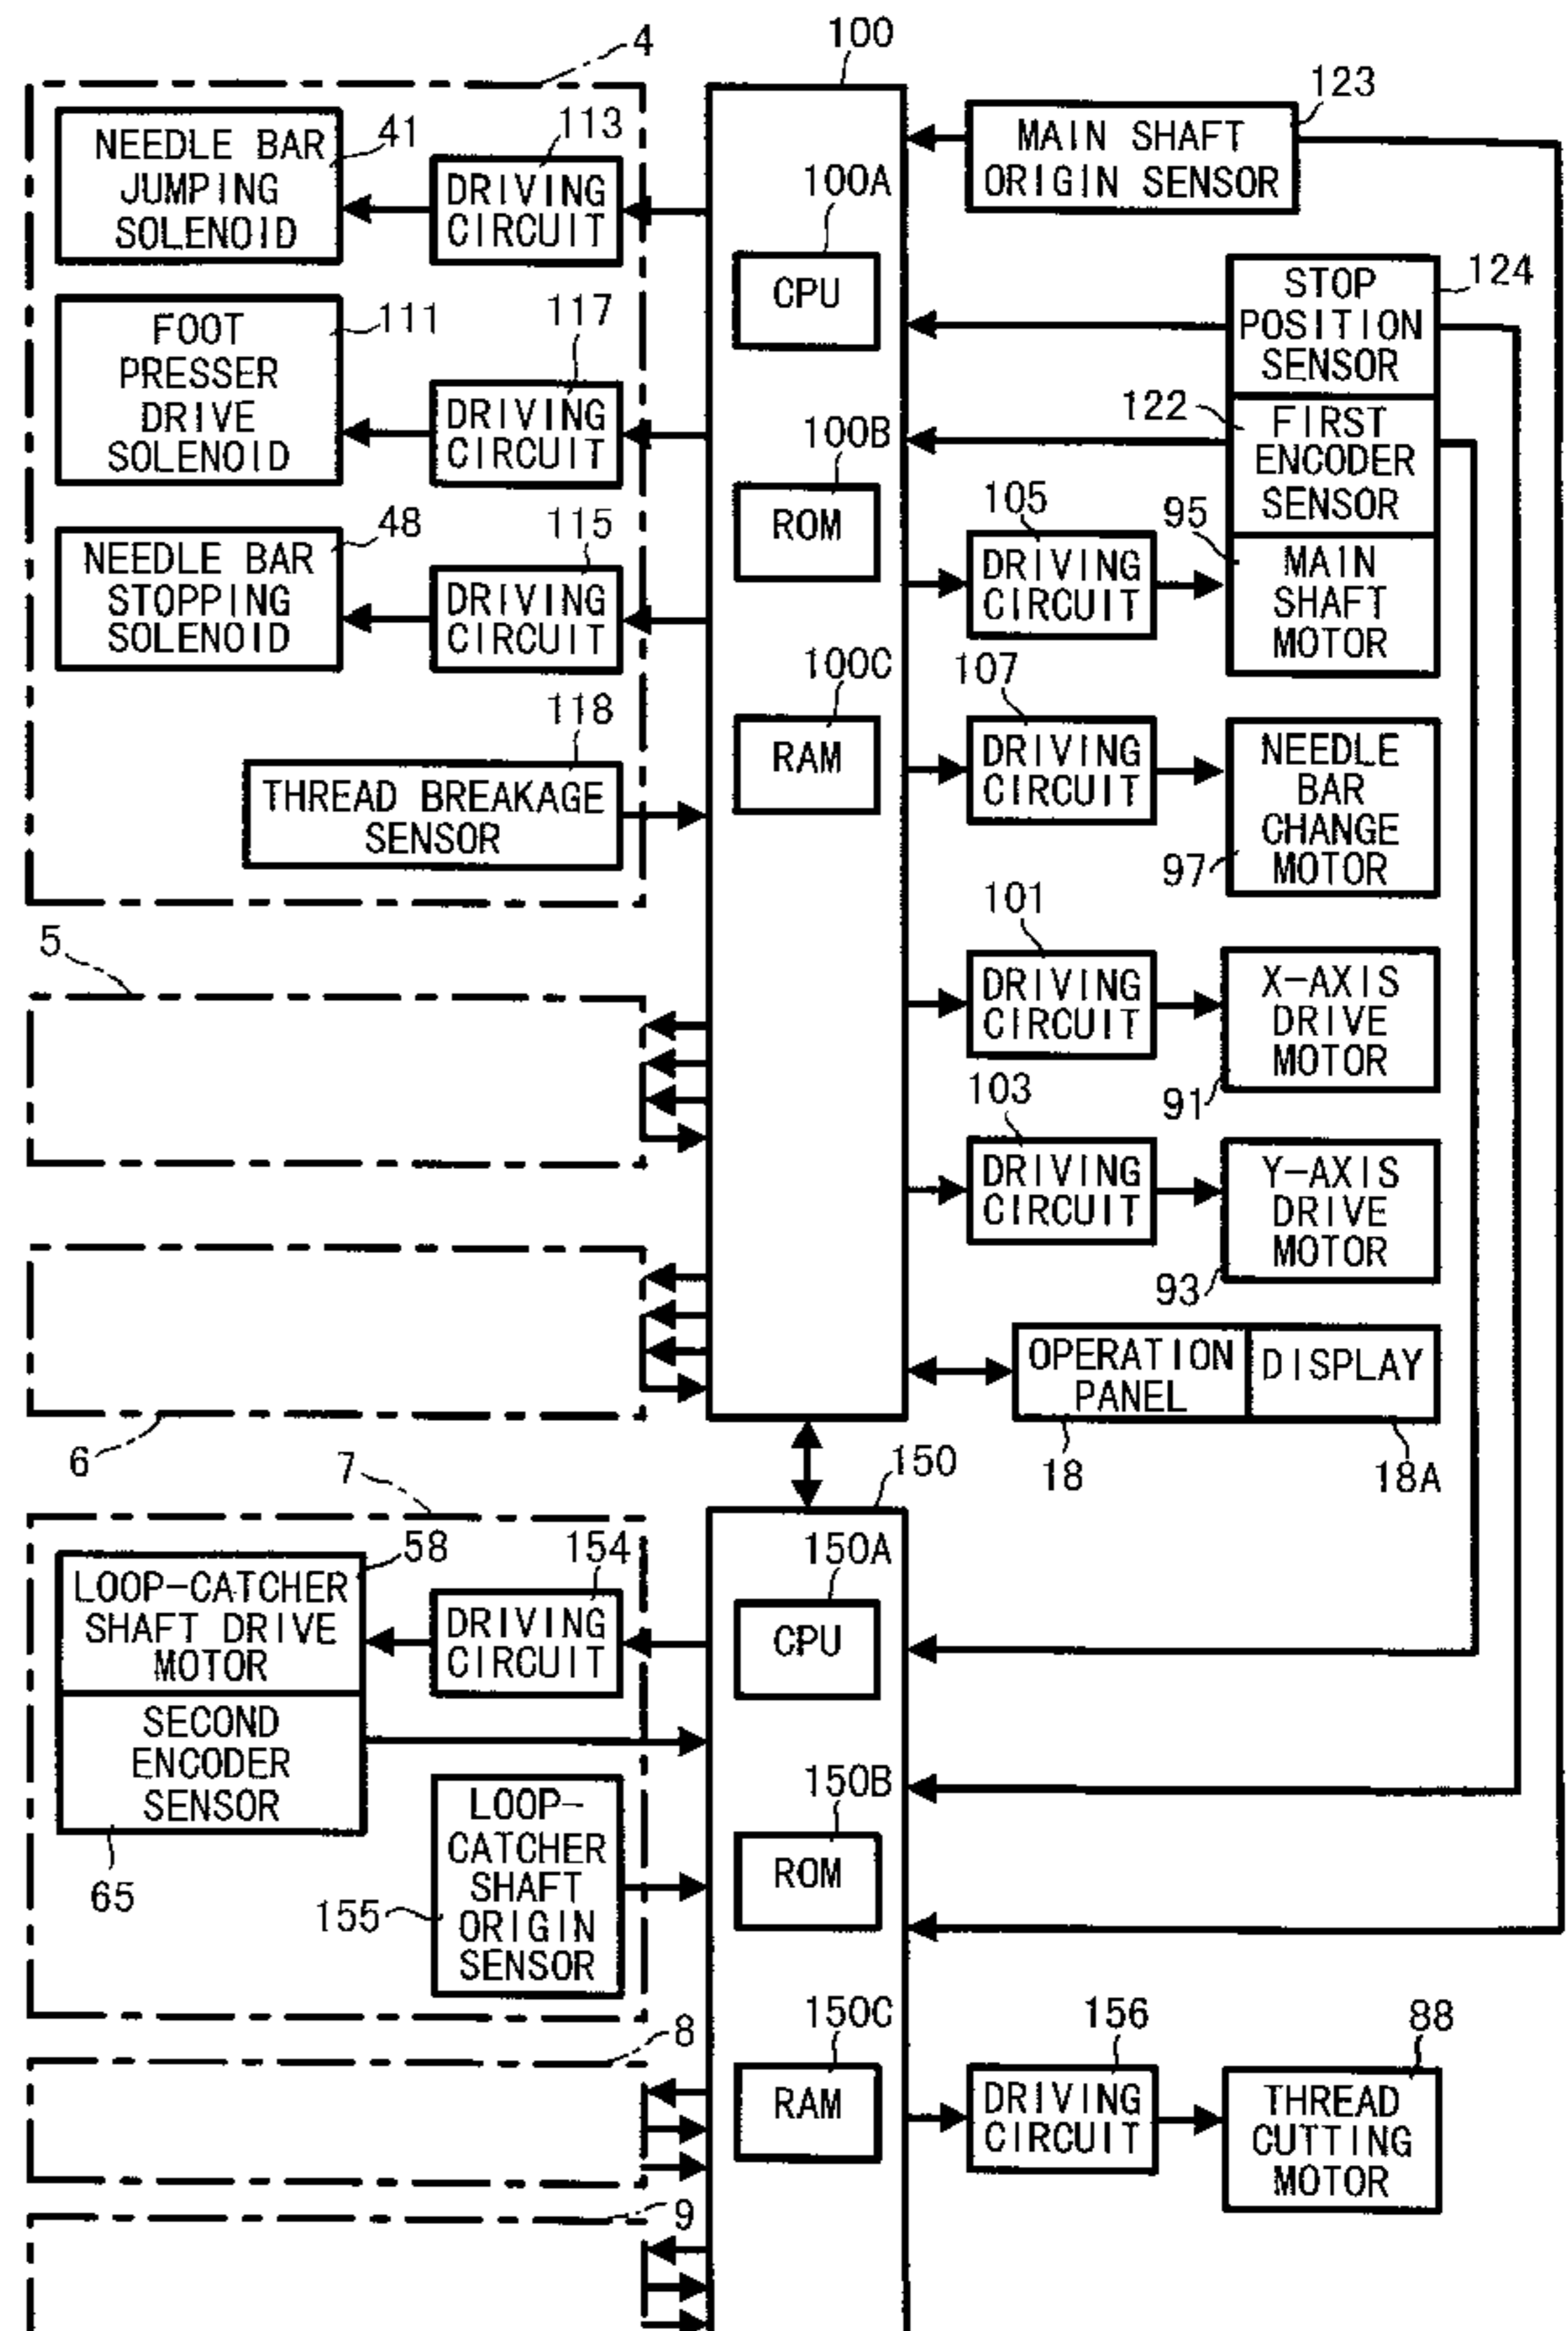 4
100
123
NEEDLE BAR
JUMPING
SOLENOID
41
113
DRIVING
CIRCUIT
MAIN SHAFT
ORIGIN SENSOR
100A
CPU
STOP
POSITION
SENSOR
124
FOOT
PRESSER
DRIVE
SOLENOID
111
117
DRIVING
CIRCUIT
122
FIRST
ENCODER
SENSOR
100B
ROM
105
DRIVING
CIRCUIT
95
MAIN
SHAFT
MOTOR
NEEDLE BAR
STOPPING
SOLENOID
48
115
DRIVING
CIRCUIT
100C
RAM
107
DRIVING
CIRCUIT
NEEDLE
BAR
CHANGE
MOTOR
97
118
THREAD BREAKAGE
SENSOR
5
101
DRIVING
CIRCUIT
X-AXIS
DRIVE
MOTOR
91
103
DRIVING
CIRCUIT
Y-AXIS
DRIVE
MOTOR
93
6
OPERATION
PANEL
DISPLAY
18
18A
7
150
LOOP-CATCHER
SHAFT DRIVE
MOTOR
58
154
DRIVING
CIRCUIT
150A
CPU
SECOND
ENCODER
SENSOR
65
LOOP-
CATCHER
SHAFT
ORIGIN
SENSOR
155
150B
ROM
8
150C
RAM
156
DRIVING
CIRCUIT
88
THREAD
CUTTING
MOTOR
9